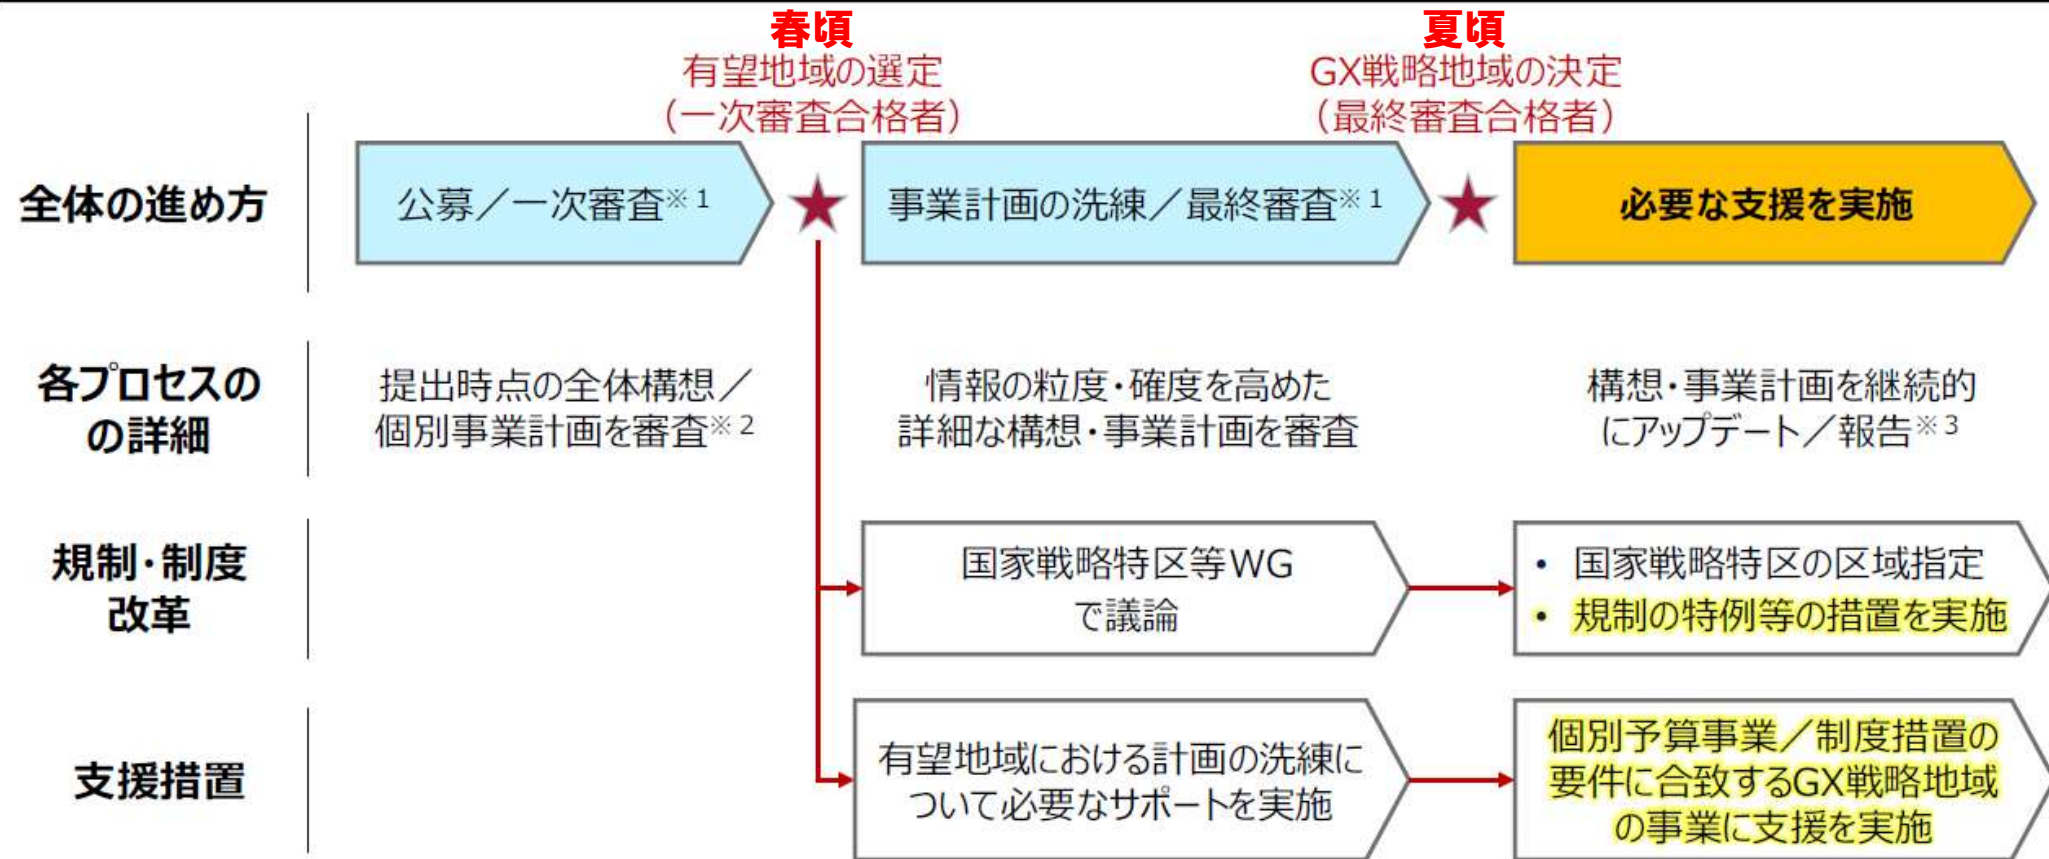 春頃
有望地域の選定
（一次審査合格者）
夏頃
GX戦略地域の決定
（最終審査合格者）
全体の進め方
公募／一次審査※1
事業計画の洗練／最終審査※1
必要な支援を実施
各プロセスの
の詳細
提出時点の全体構想／
個別事業計画を審査※2
情報の粒度・確度を高めた
詳細な構想・事業計画を審査
構想・事業計画を継続的
にアップデート／報告※3
規制・制度
改革
国家戦略特区等WG
で議論
• 国家戦略特区の区域指定
• 規制の特例等の措置を実施
支援措置
有望地域における計画の洗練に
ついて必要なサポートを実施
個別予算事業／制度措置の
要件に合致するGX戦略地域
の事業に支援を実施